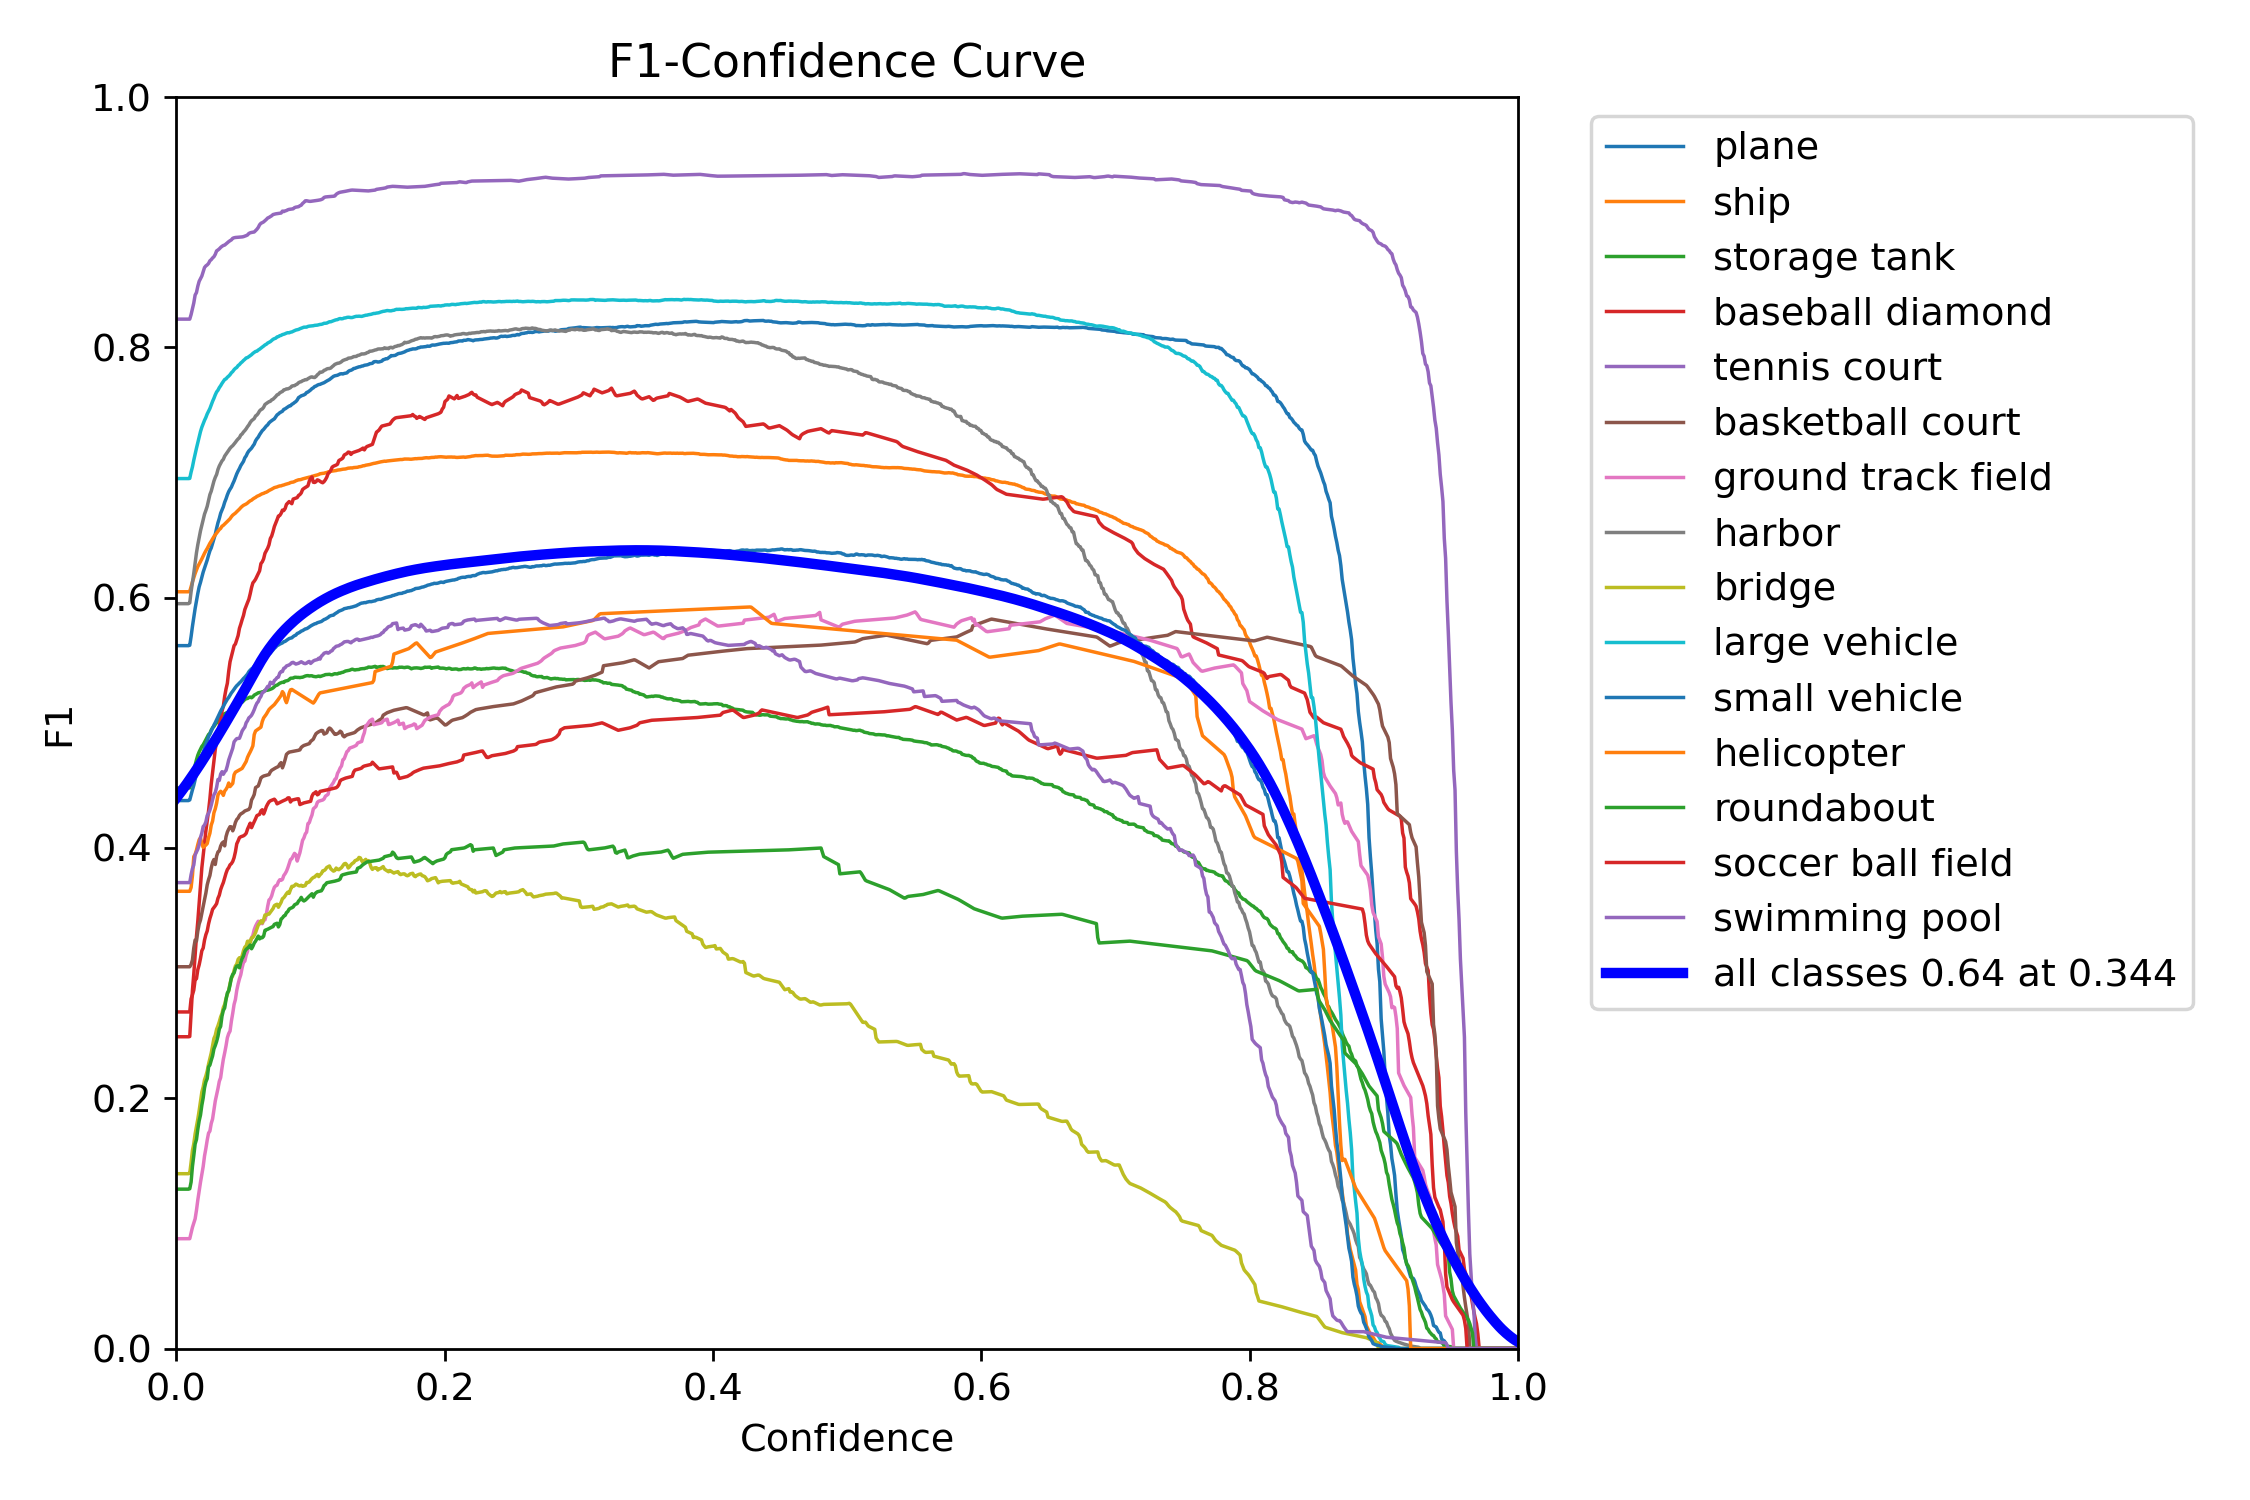 F1-Confidence Curve
1.0
0.8
0.6
0.4
0.2
0.0
F1
0.0 0.2 0.4 0.6 0.8 1.0
Confidence
plane
ship
storage tank
baseball diamond
tennis court
basketball court
ground track field
harbor
bridge
large vehicle
small vehicle
helicopter
roundabout
soccer ball field
swimming pool
all classes 0.64 at 0.344